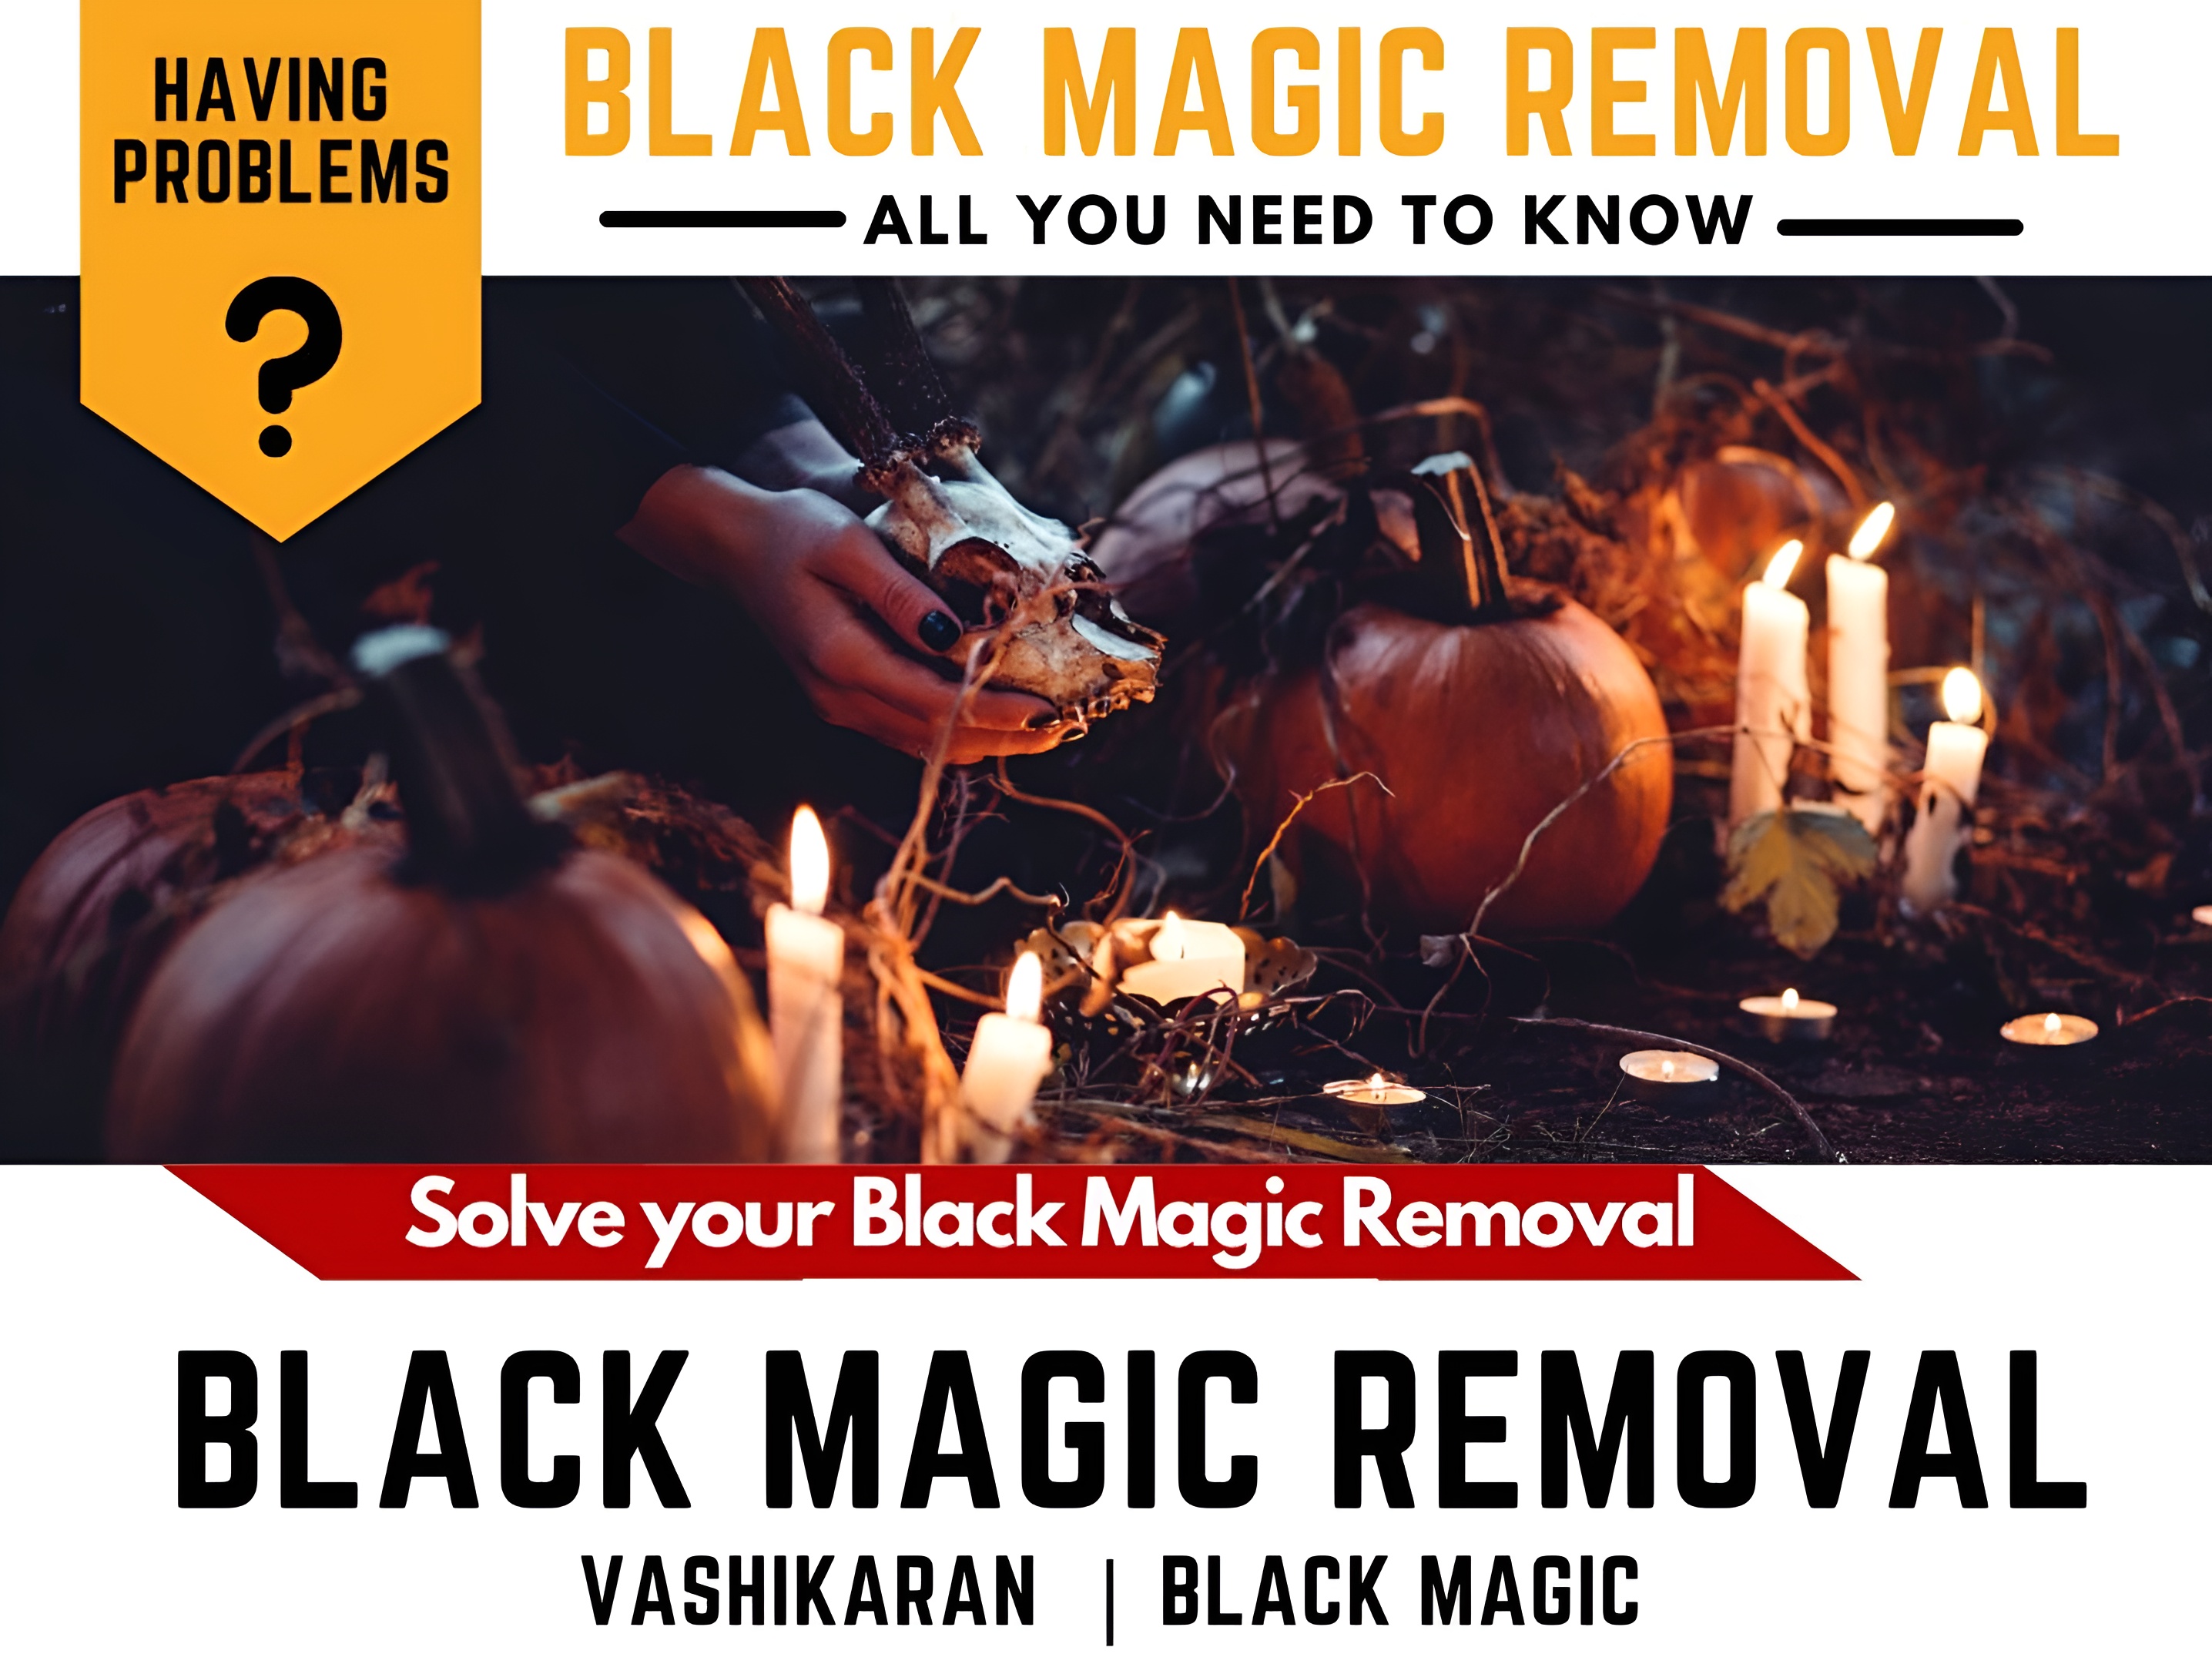 HAVING
PROBLEMS
?
BLACK MAGIC REMOVAL
ALL YOU NEED TO KNOW
Solve your Black Magic Removal
BLACK MAGIC REMOVAL
VASHIKARAN | BLACK MAGIC